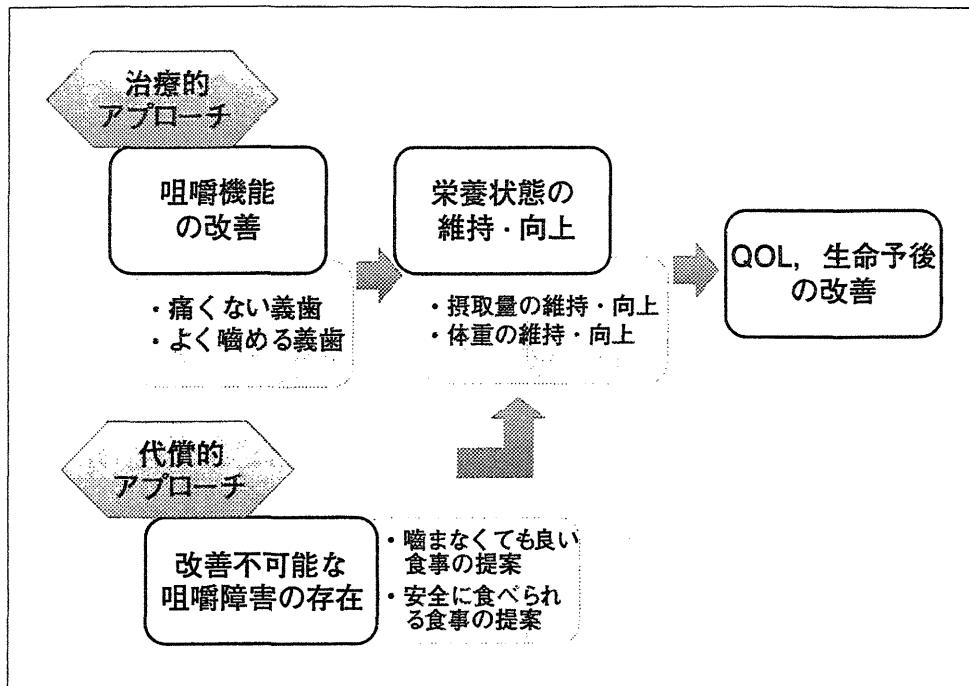 治療的
アプローチ
咀嚼機能
の改善
・痛くない義歯
・よく嚙める義歯
栄養状態の
維持・向上
・摂取量の維持・向上
・体重の維持・向上
QOL，生命予後
の改善
代償的
アプローチ
改善不可能な
咀嚼障害の存在
・嚙まなくても良い
食事の提案
・安全に食べられ
る食事の提案